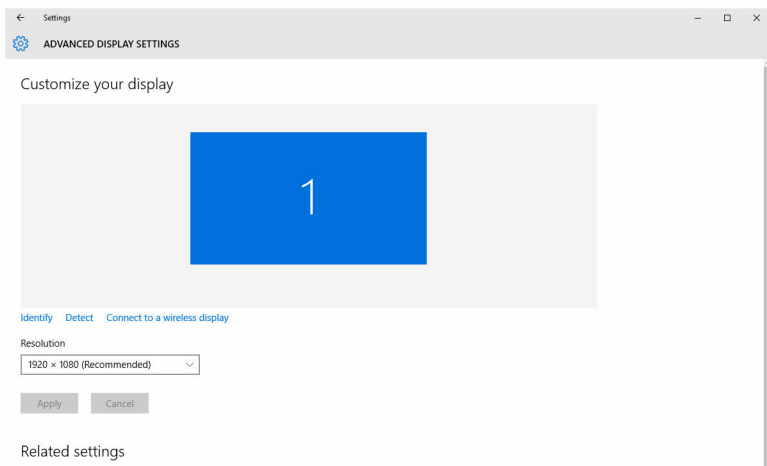 Settings
ADVANCED DISPLAY SETTINGS
Customize your display
1
Identify Detect Connect to a wireless display
Resolution
1920 × 1080 (Recommended)
Apply Cancel
Related settings